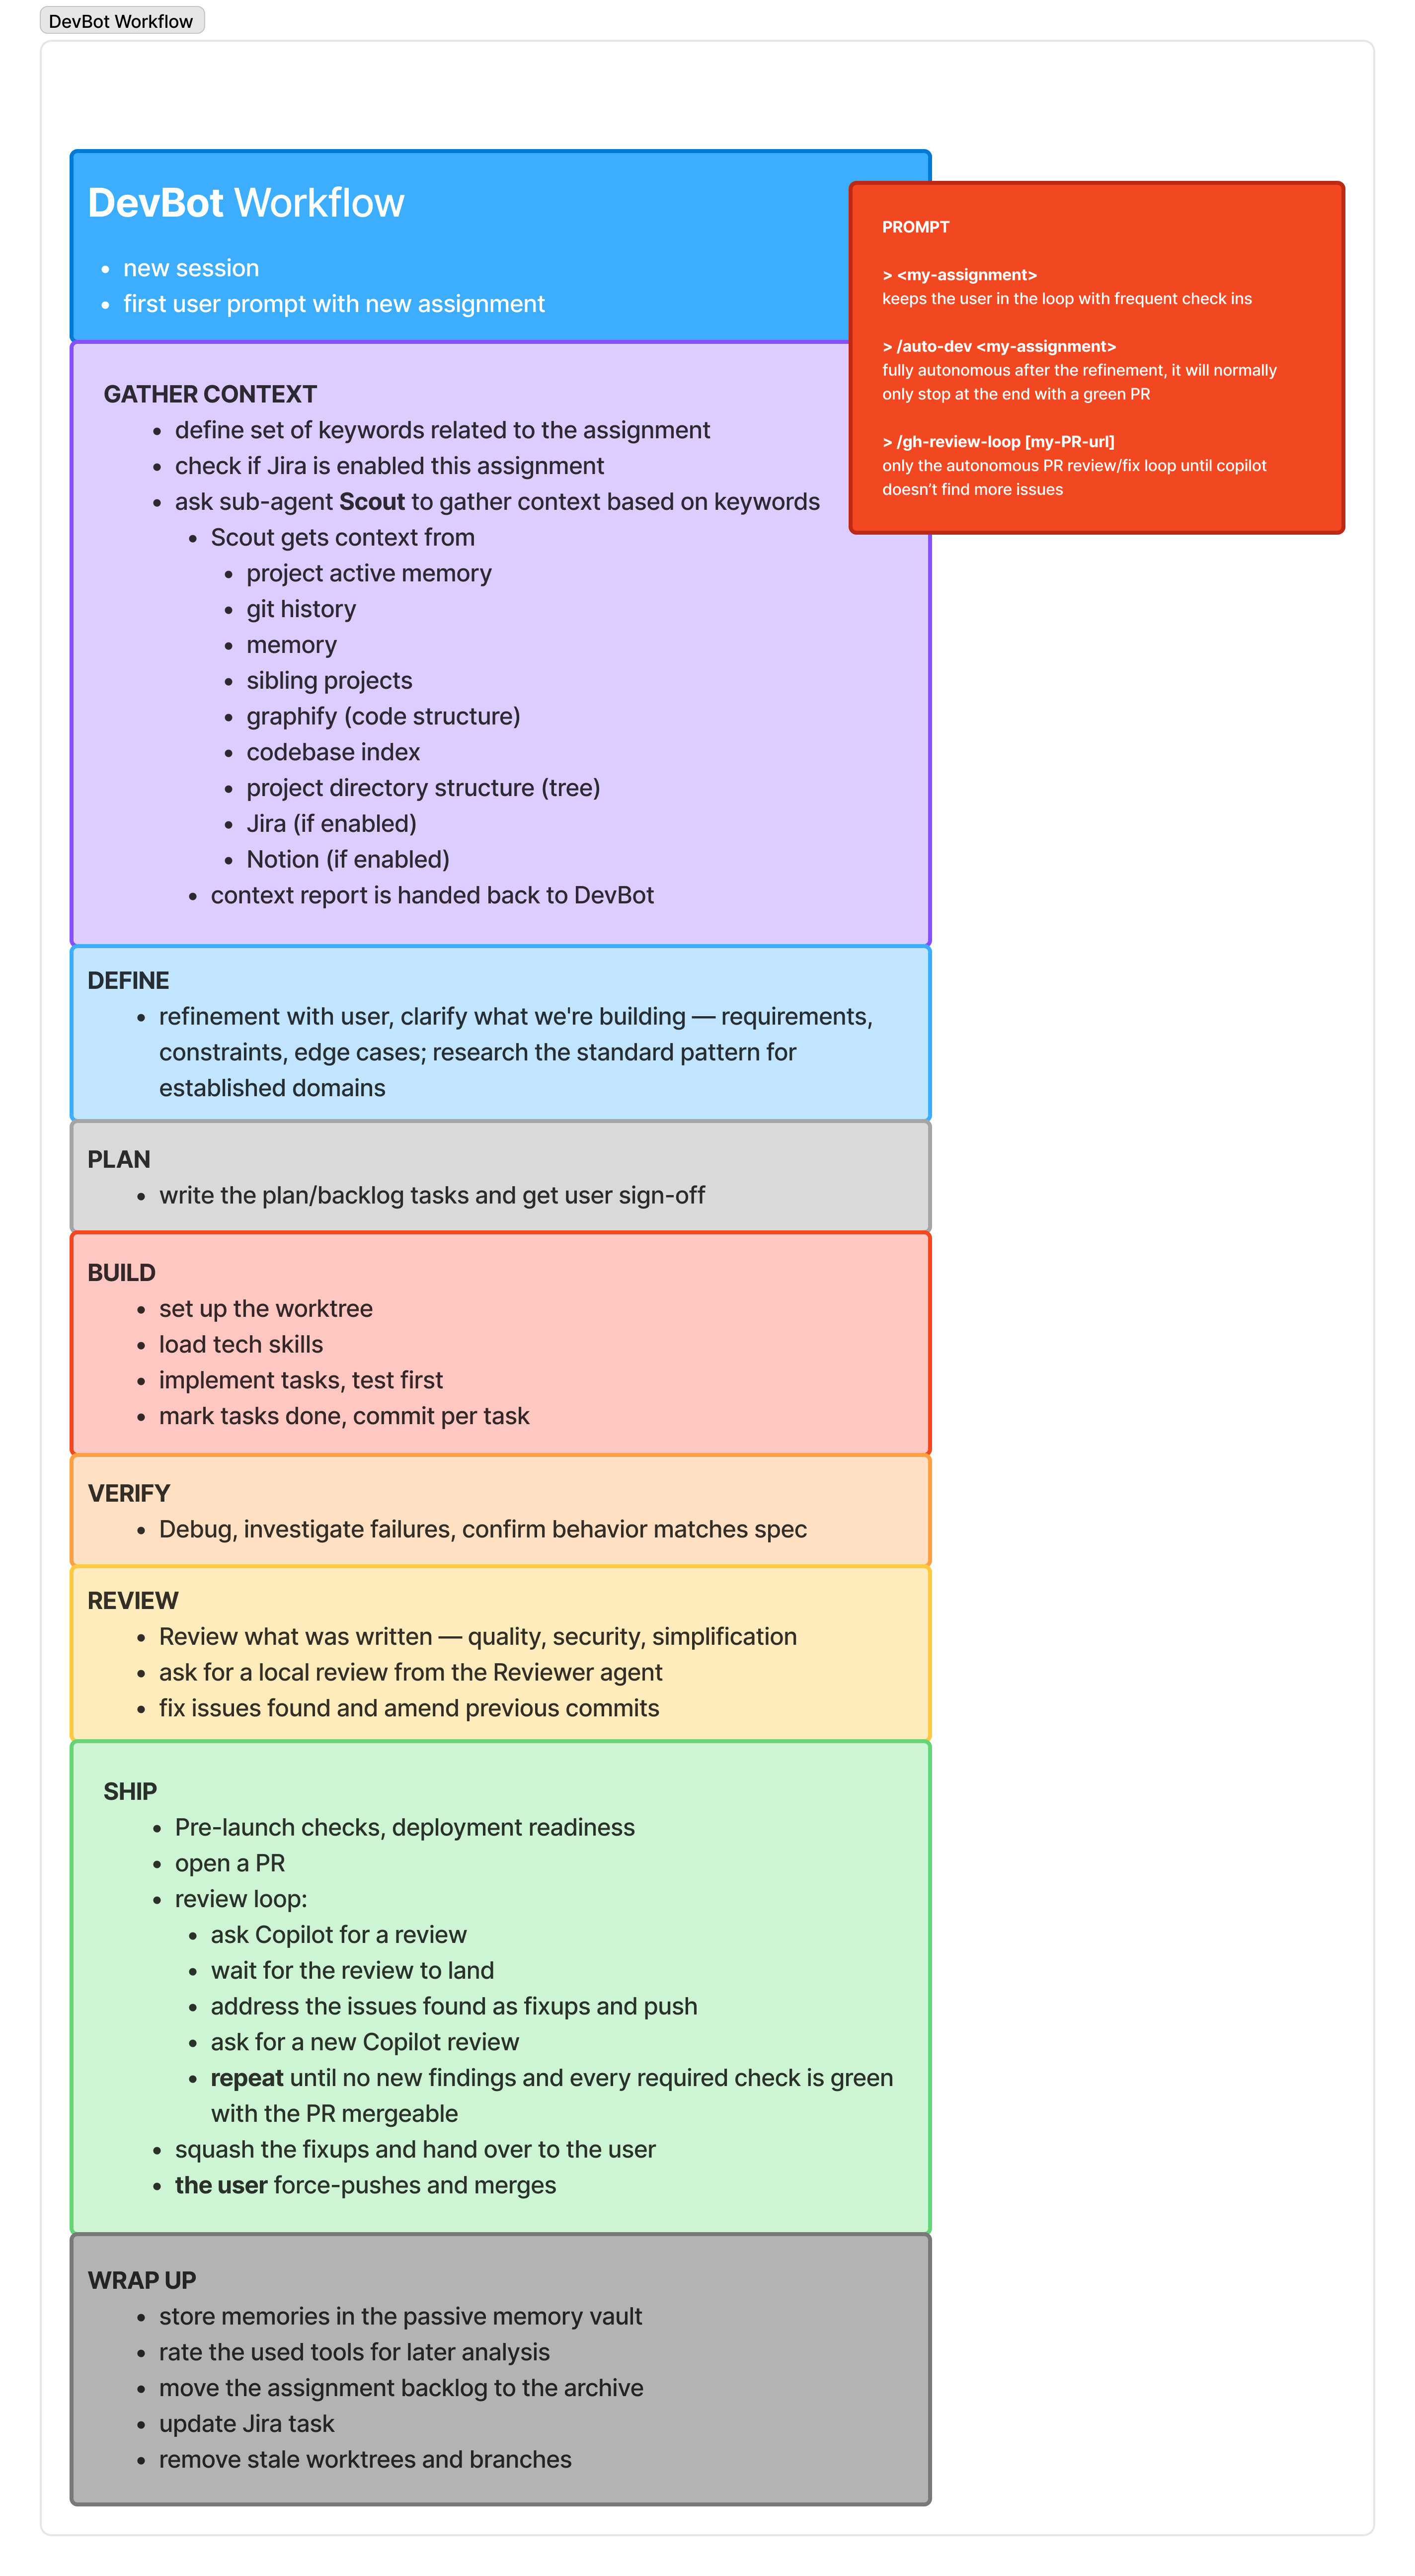 DevBot Workflow
DevBot Workflow
• new session
• first user prompt with new assignment
PROMPT
> <my-assignment>
keeps the user in the loop with frequent check ins
> /auto-dev <my-assignment>
fully autonomous after the refinement, it will normally
only stop at the end with a green PR
> /gh-review-loop [my-PR-url]
only the autonomous PR review/fix loop until copilot
doesn’t find more issues
GATHER CONTEXT
• define set of keywords related to the assignment
• check if Jira is enabled this assignment
• ask sub-agent Scout to gather context based on keywords
• Scout gets context from
• project active memory
• git history
• memory
• sibling projects
• graphify (code structure)
• codebase index
• project directory structure (tree)
• Jira (if enabled)
• Notion (if enabled)
• context report is handed back to DevBot
DEFINE
• refinement with user, clarify what we're building — requirements,
constraints, edge cases; research the standard pattern for
established domains
PLAN
• write the plan/backlog tasks and get user sign-off
BUILD
• set up the worktree
• load tech skills
• implement tasks, test first
• mark tasks done, commit per task
VERIFY
• Debug, investigate failures, confirm behavior matches spec
REVIEW
• Review what was written — quality, security, simplification
• ask for a local review from the Reviewer agent
• fix issues found and amend previous commits
SHIP
• Pre-launch checks, deployment readiness
• open a PR
• review loop:
• ask Copilot for a review
• wait for the review to land
• address the issues found as fixups and push
• ask for a new Copilot review
• repeat until no new findings and every required check is green
with the PR mergeable
• squash the fixups and hand over to the user
• the user force-pushes and merges
WRAP UP
• store memories in the passive memory vault
• rate the used tools for later analysis
• move the assignment backlog to the archive
• update Jira task
• remove stale worktrees and branches